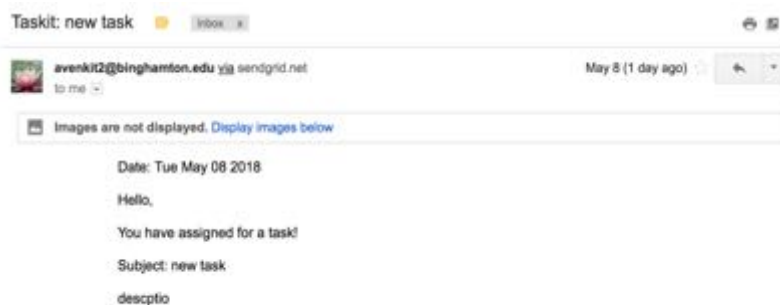 Taskit: new task
Inbox x
avenkit2@binghamton.edu via sendgrid.net
May 8 (1 day ago)
to me
Images are not displayed. Display images below
Date: Tue May 08 2018
Hello,
You have assigned for a task!
Subject: new task
descptio